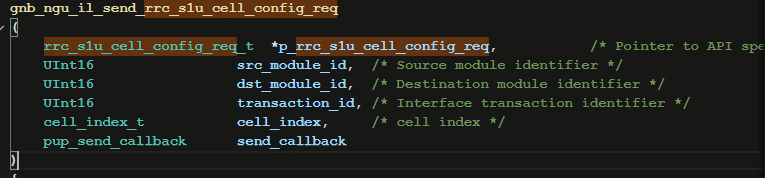 gnb_ngu_il_send_rrc_s1u_cell_config_req
(
rrc_s1u_cell_config_req_t *p_rrc_s1u_cell_config_req, /* Pointer to API spe
UInt16 src_module_id, /* Source module identifier */
UInt16 dst_module_id, /* Destination module identifier */
UInt16 transaction_id, /* Interface transaction identifier */
cell_index_t cell_index, /* cell index */
pup_send_callback send_callback
)